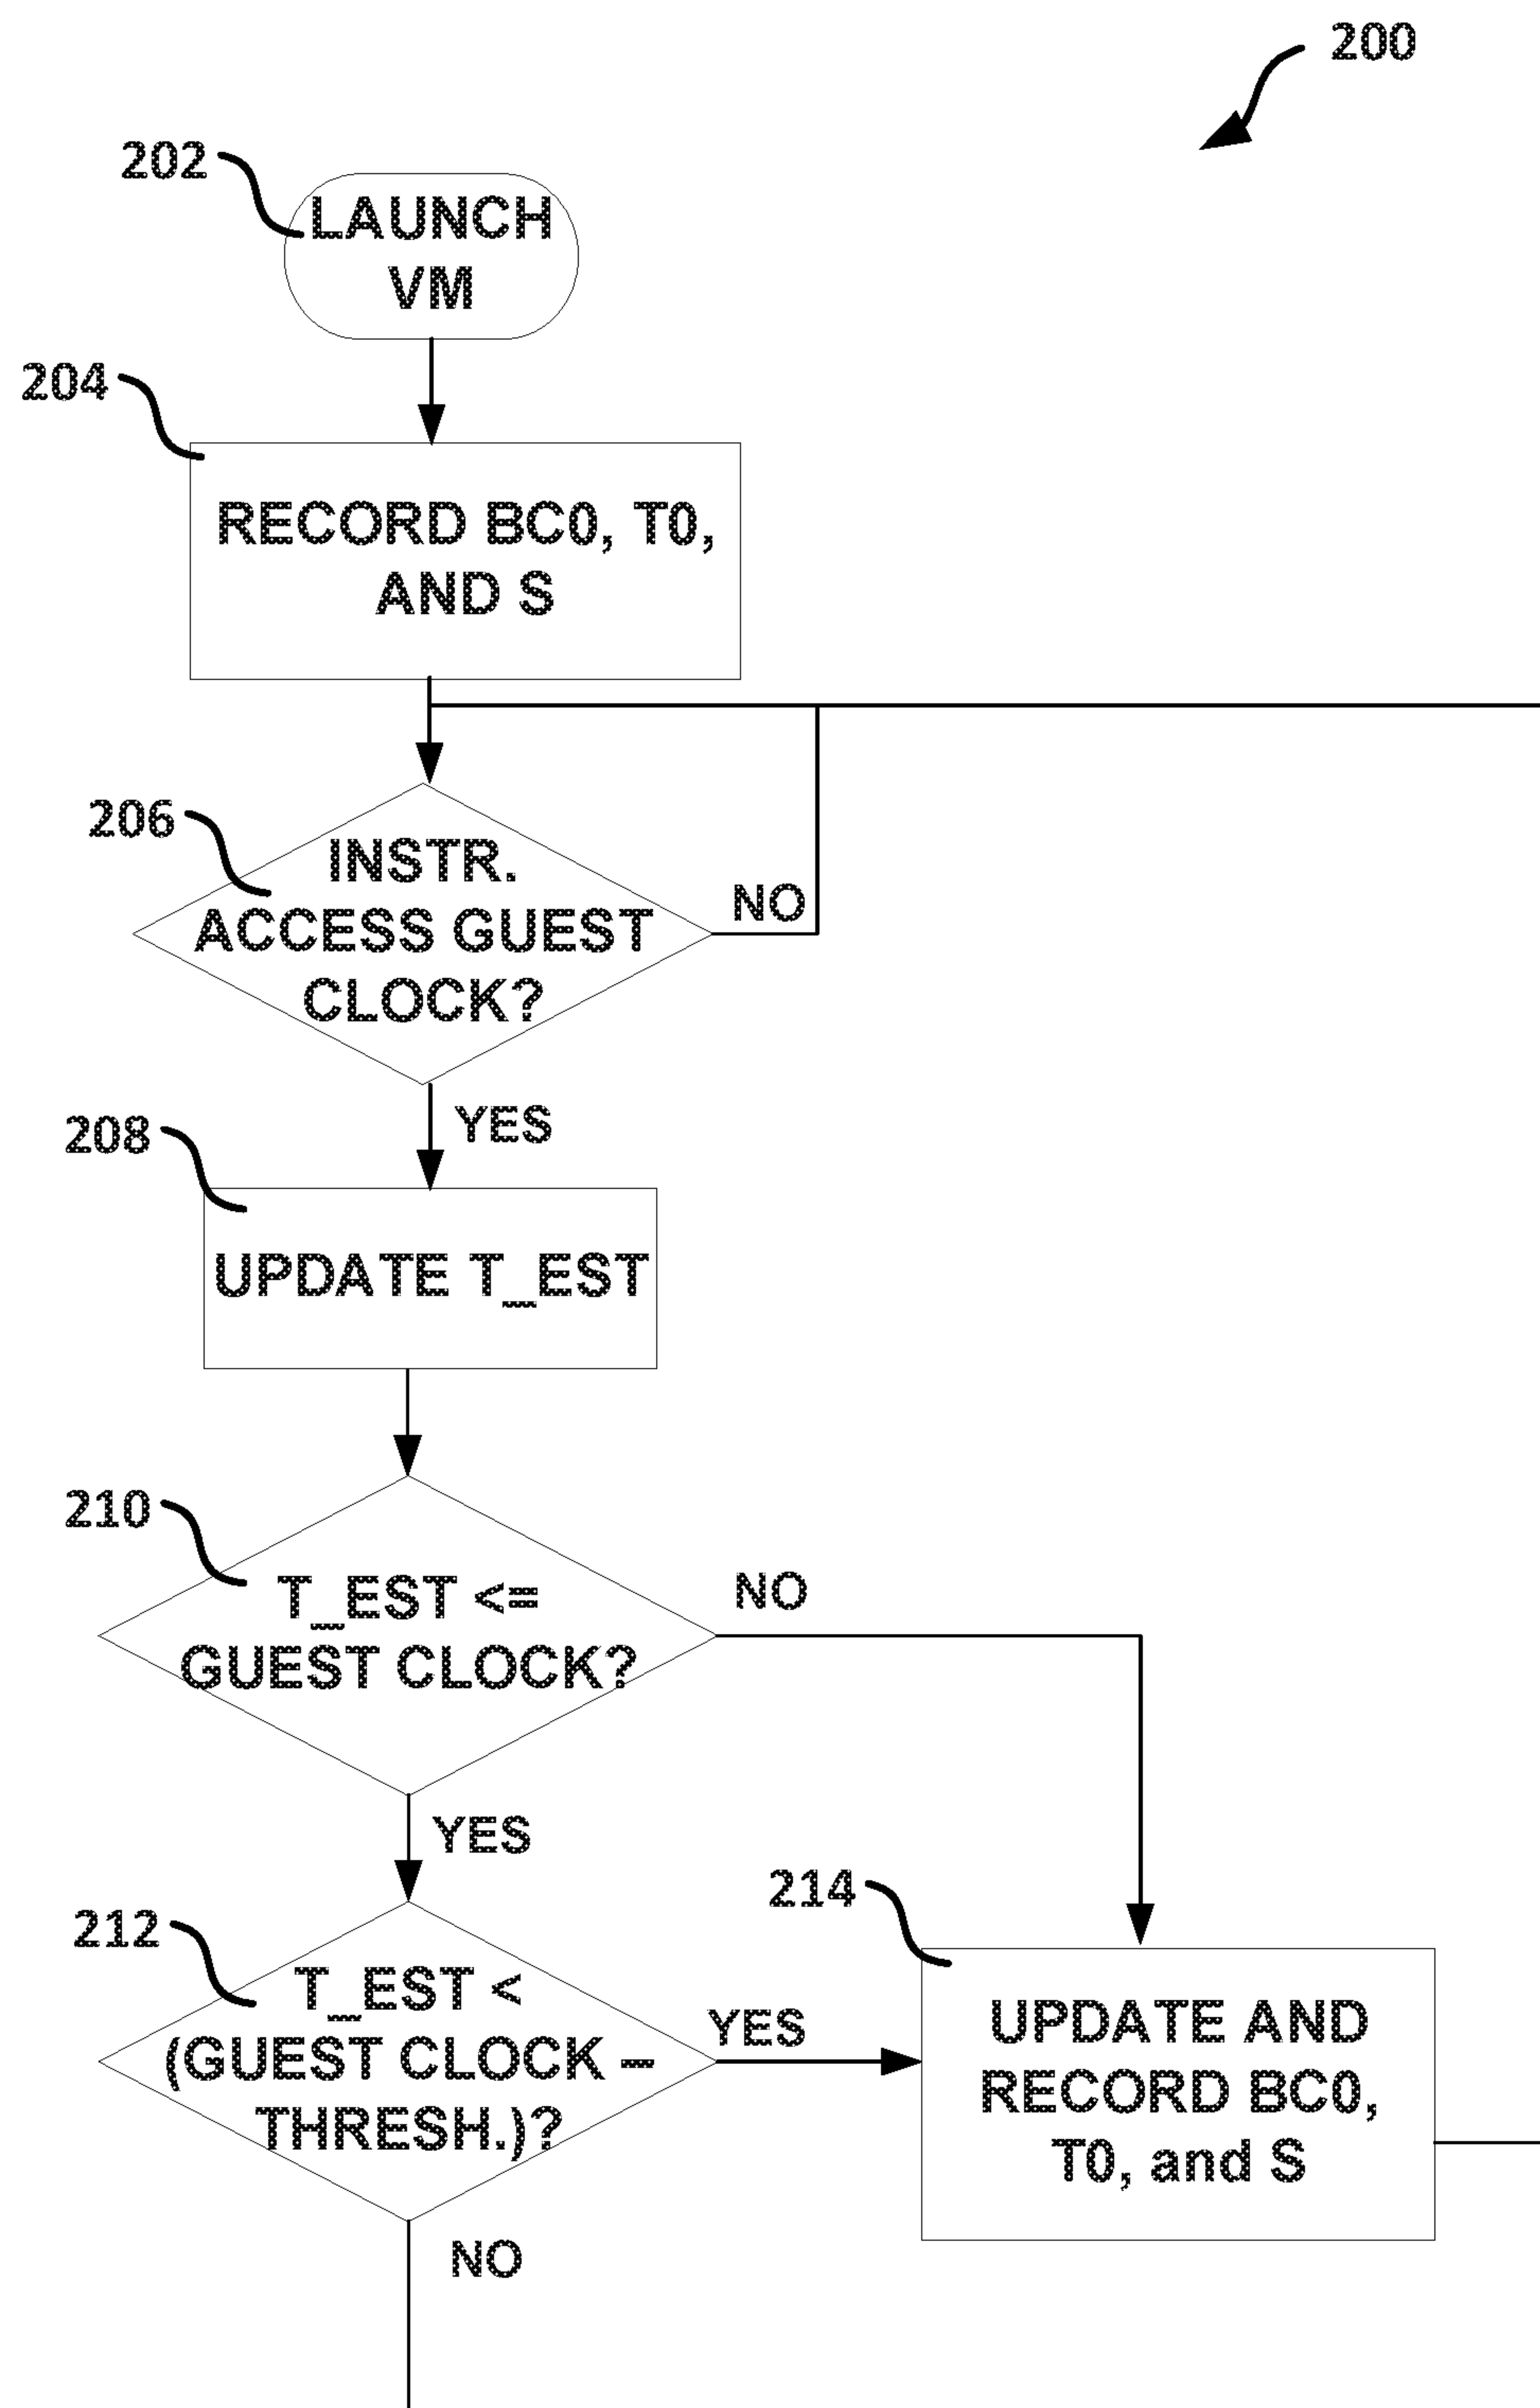 200
202
LAUNCH
VM
204
RECORD BC0, T0,
AND S
206
INSTR.
ACCESS GUEST
CLOCK?
NO
YES
208
UPDATE T_EST
210
T_EST <=
GUEST CLOCK?
NO
YES
212
T_EST <
(GUEST CLOCK –
THRESH.)?
YES
NO
214
UPDATE AND
RECORD BC0,
T0, and S